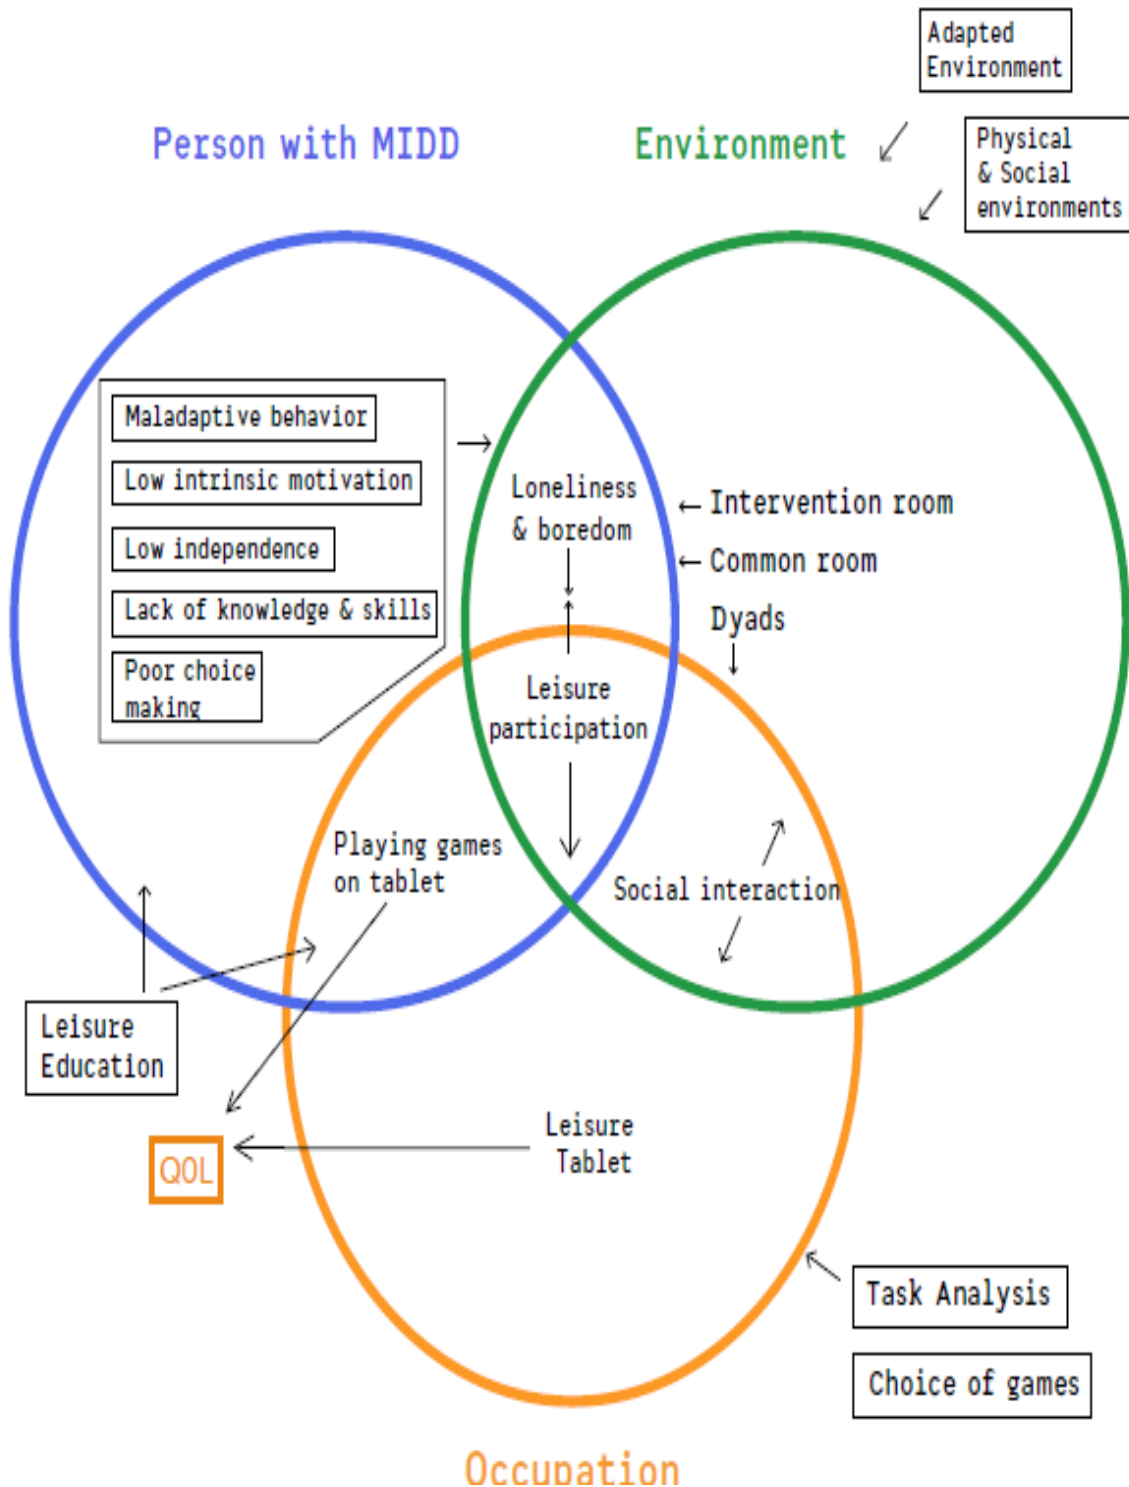 Adapted
Environment
Person with MIDD
Environment
Physical
& Social
environments
Maladaptive behavior
Low intrinsic motivation
Low independence
Lack of knowledge & skills
Poor choice
making
Loneliness
& boredom
Intervention room
Common room
Dyads
Leisure
participation
Playing games
on tablet
Social interaction
Leisure
Education
Leisure
Tablet
QOL
Task Analysis
Choice of games
Occupation